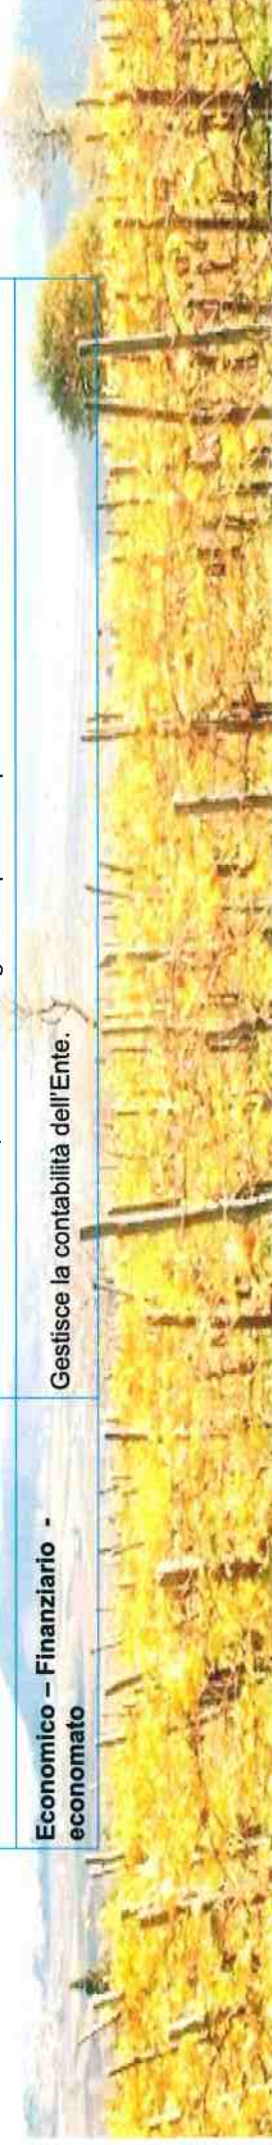 Economico – Finanziario -
economato
Gestisce la contabilità dell'Ente.